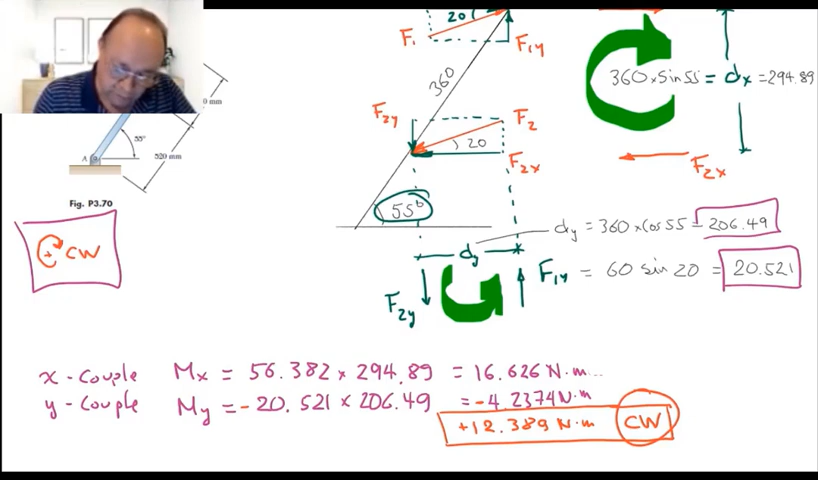 20
F₁
F₁y
360
360 x sin 55 = dx = 294.89
F₂y
F₂
20
F₂x
F₂x
0 mm
55°
A
520 mm
Fig. P3.70
55°
dy = 360 x cos 55 = 206.49
+ CW
dy
F₂y
F₁y = 60 sin 20 = 20.521
x - Couple Mx = 56.382 x 294.89 = 16.626 N·m...
y - Couple My = -20.521 x 206.49 = -4.2374 N·m
+12.389 N·m CW